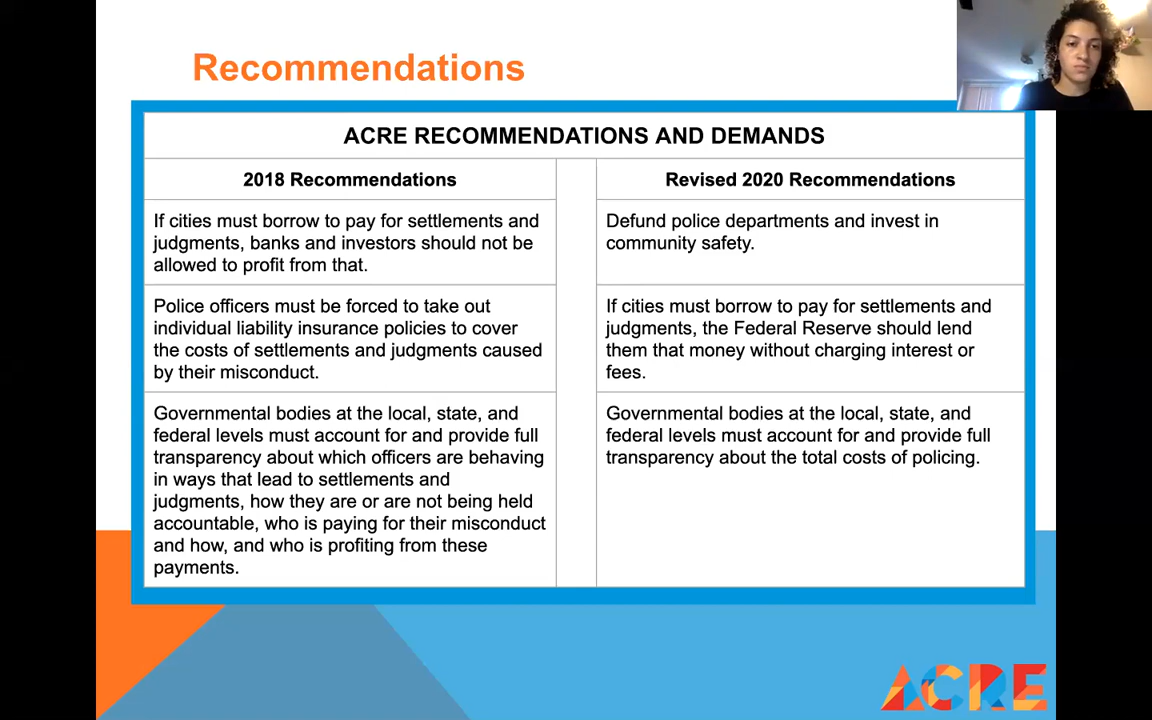 Recommendations
ACRE RECOMMENDATIONS AND DEMANDS
2018 Recommendations
Revised 2020 Recommendations
If cities must borrow to pay for settlements and
judgments, banks and investors should not be
allowed to profit from that.
Defund police departments and invest in
community safety.
Police officers must be forced to take out
individual liability insurance policies to cover
the costs of settlements and judgments caused
by their misconduct.
If cities must borrow to pay for settlements and
judgments, the Federal Reserve should lend
them that money without charging interest or
fees.
Governmental bodies at the local, state, and
federal levels must account for and provide full
transparency about which officers are behaving
in ways that lead to settlements and
judgments, how they are or are not being held
accountable, who is paying for their misconduct
and how, and who is profiting from these
payments.
Governmental bodies at the local, state, and
federal levels must account for and provide full
transparency about the total costs of policing.
ACRE